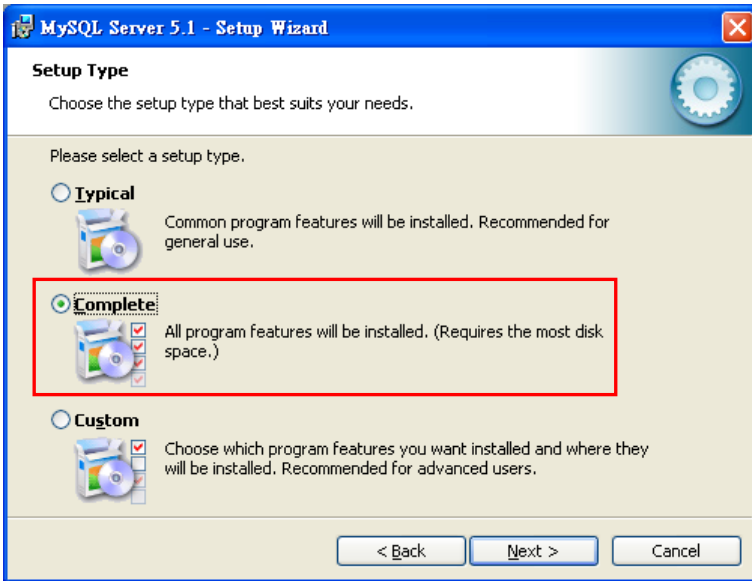 MySQL Server 5.1 - Setup Wizard
Setup Type
Choose the setup type that best suits your needs.
Please select a setup type.
Typical
Common program features will be installed. Recommended for
general use.
Complete
All program features will be installed. (Requires the most disk
space.)
Custom
Choose which program features you want installed and where they
will be installed. Recommended for advanced users.
< Back
Next >
Cancel